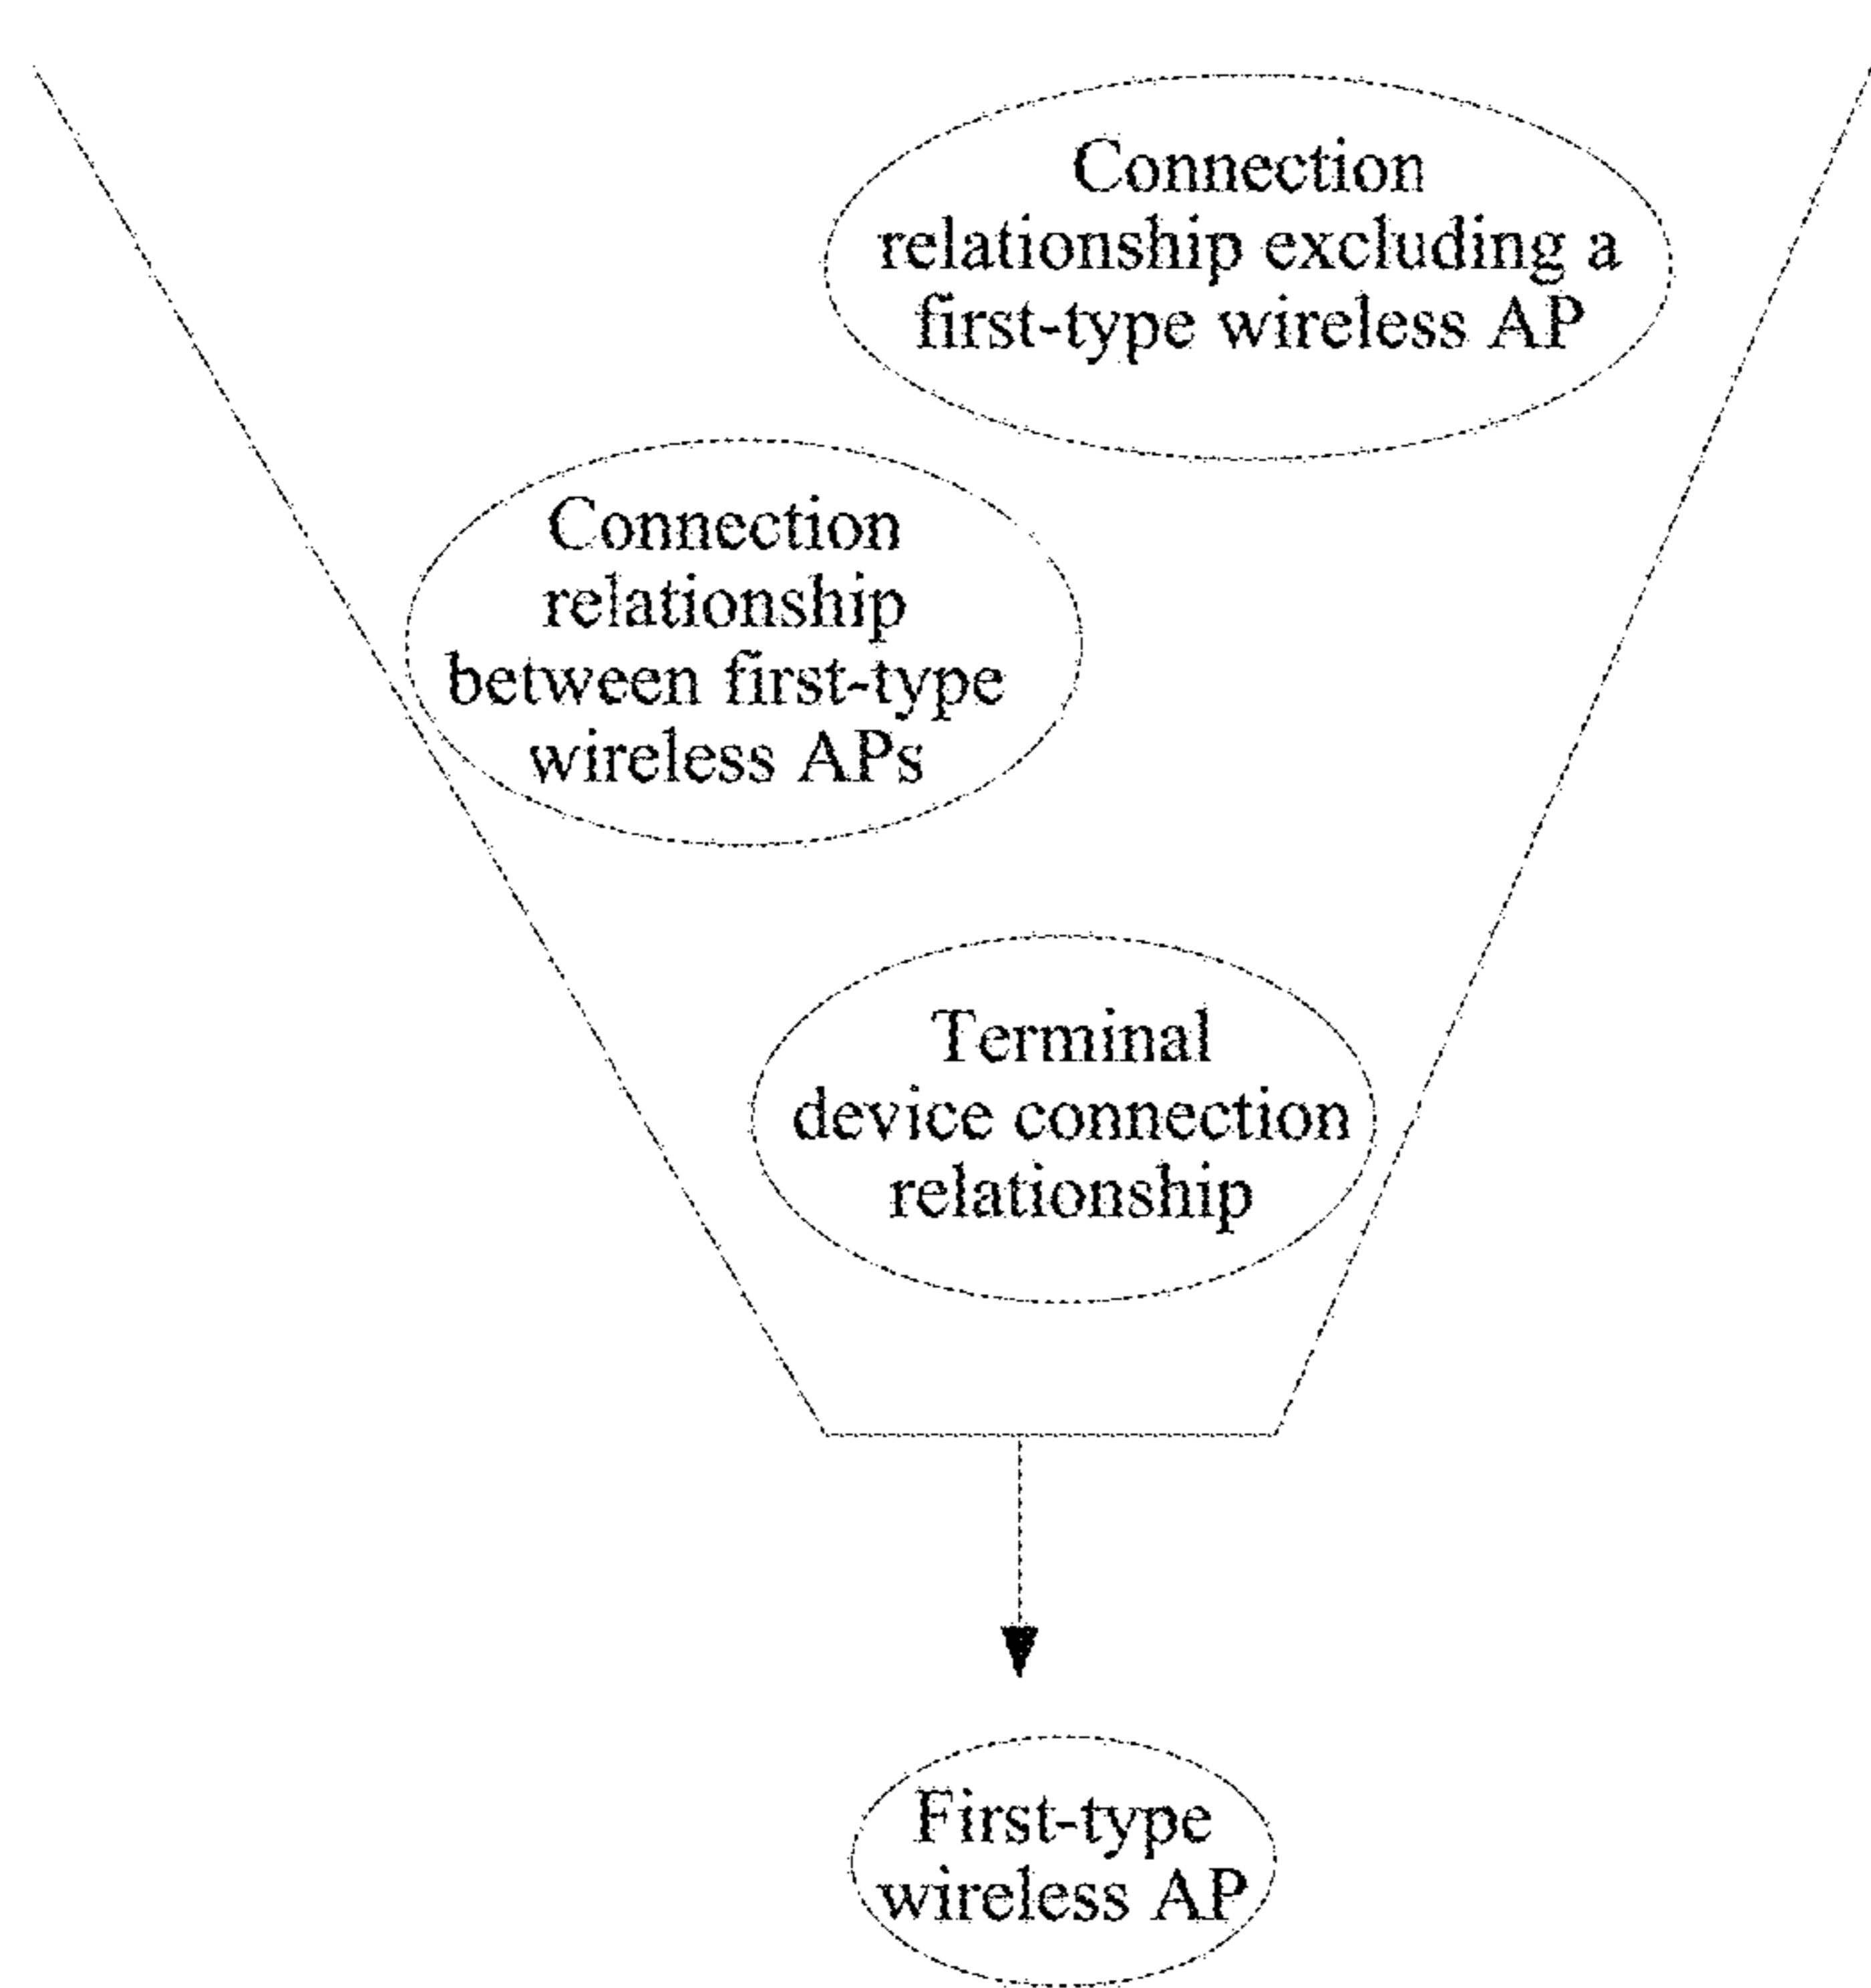 Connection
relationship excluding a
first-type wireless AP
Connection
relationship
between first-type
wireless APs
Terminal
device connection
relationship
First-type
wireless AP